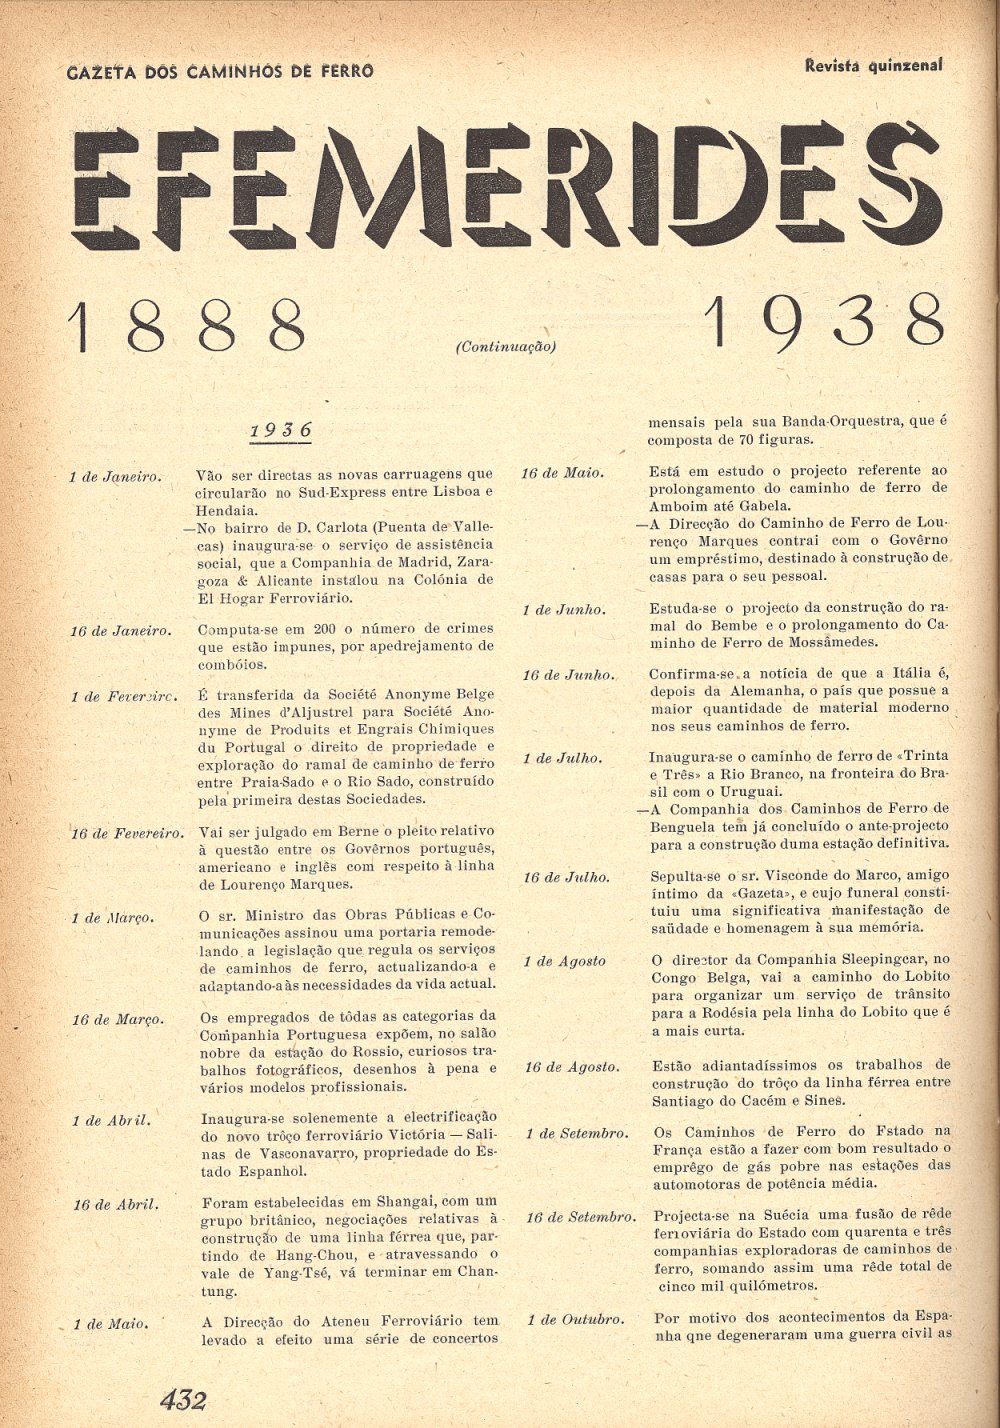 GAZETA DOS CAMINHOS DE FERRO
Revista quinzenal
EFEMERIDES
1888
1938
(Continuação)
1936
1 de Janeiro.
Vão ser directas as novas carruagens que
circularão no Sud-Express entre Lisboa e
Hendaia.
—No bairro de D. Carlota (Puenta de Valle-
cas) inaugura-se o serviço de assistência
social, que a Companhia de Madrid, Zara-
goza & Alicante instalou na Colónia de
El Hogar Ferroviário.
16 de Janeiro.
Computa-se em 200 o número de crimes
que estão impunes, por apedrejamento de
combóios.
1 de Fevereiro.
É transferida da Société Anonyme Belge
des Mines d'Aljustrel para Société Ano-
nyme de Produits et Engrais Chimiques
du Portugal o direito de propriedade e
exploração do ramal de caminho de ferro
entre Praia-Sado e o Rio Sado, construído
pela primeira destas Sociedades.
16 de Fevereiro.
Vai ser julgado em Berne o pleito relativo
à questão entre os Govêrnos português,
americano e inglês com respeito à linha
de Lourenço Marques.
1 de Março.
O sr. Ministro das Obras Públicas e Co-
municações assinou uma portaria remode-
lando a legislação que regula os serviços
de caminhos de ferro, actualizando-a e
adaptando-a às necessidades da vida actual.
16 de Março.
Os empregados de tôdas as categorias da
Companhia Portuguesa expõem, no salão
nobre da estação do Rossio, curiosos tra-
balhos fotográficos, desenhos à pena e
vários modelos profissionais.
1 de Abril.
Inaugura-se solenemente a electrificação
do novo trôço ferroviário Victória — Sali-
nas de Vasconavarro, propriedade do Es-
tado Espanhol.
16 de Abril.
Foram estabelecidas em Shangai, com um
grupo britânico, negociações relativas à
construção de uma linha férrea que, par-
tindo de Hang-Chou, e atravessando o
vale de Yang-Tsé, vá terminar em Chan-
tung.
1 de Maio.
A Direcção do Ateneu Ferroviário tem
levado a efeito uma série de concertos
mensais pela sua Banda-Orquestra, que é
composta de 70 figuras.
16 de Maio.
Está em estudo o projecto referente ao
prolongamento do caminho de ferro de
Amboim até Gabela.
—A Direcção do Caminho de Ferro de Lou-
renço Marques contrai com o Govêrno
um empréstimo, destinado à construção de
casas para o seu pessoal.
1 de Junho.
Estuda-se o projecto da construção do ra-
mal do Bembe e o prolongamento do Ca-
minho de Ferro de Mossâmedes.
16 de Junho.
Confirma-se a notícia de que a Itália é,
depois da Alemanha, o país que possue a
maior quantidade de material moderno
nos seus caminhos de ferro.
1 de Julho.
Inaugura-se o caminho de ferro de «Trinta
e Três» a Rio Branco, na fronteira do Bra-
sil com o Uruguai.
—A Companhia dos Caminhos de Ferro de
Benguela tem já concluído o ante-projecto
para a construção duma estação definitiva.
16 de Julho.
Sepulta-se o sr. Visconde do Marco, amigo
íntimo da «Gazeta», e cujo funeral consti-
tuiu uma significativa manifestação de
saüdade e homenagem à sua memória.
1 de Agosto
O director da Companhia Sleepingcar, no
Congo Belga, vai a caminho do Lobito
para organizar um serviço de trânsito
para a Rodésia pela linha do Lobito que é
a mais curta.
16 de Agosto.
Estão adiantadíssimos os trabalhos de
construção do trôço da linha férrea entre
Santiago do Cacém e Sines.
1 de Setembro.
Os Caminhos de Ferro do Estado na
França estão a fazer com bom resultado o
emprêgo de gás pobre nas estações das
automotoras de potência média.
16 de Setembro.
Projecta-se na Suécia uma fusão de rêde
ferroviária do Estado com quarenta e três
companhias exploradoras de caminhos de
ferro, somando assim uma rêde total de
cinco mil quilómetros.
1 de Outubro.
Por motivo dos acontecimentos da Espa-
nha qne degeneraram uma guerra civil as
432